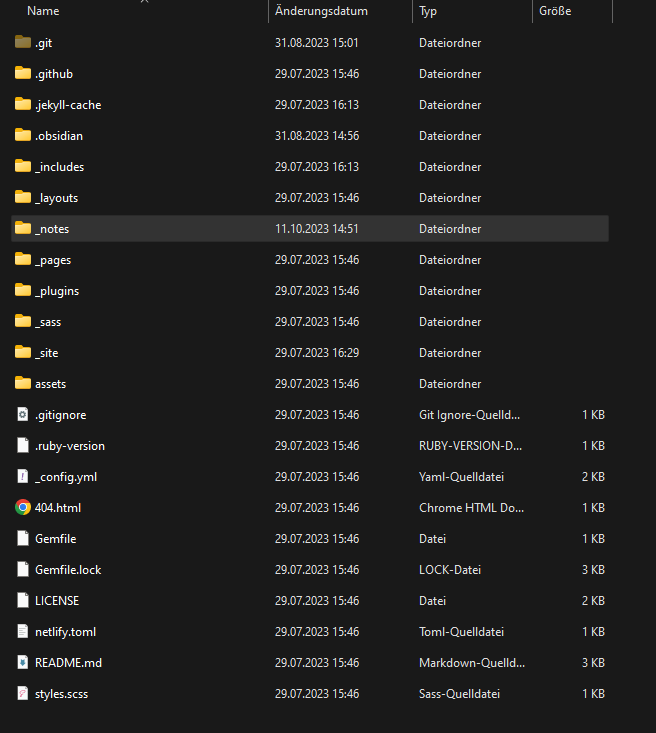 Name Änderungsdatum Typ Größe
.git 31.08.2023 15:01 Dateiordner
.github 29.07.2023 15:46 Dateiordner
.jekyll-cache 29.07.2023 16:13 Dateiordner
.obsidian 31.08.2023 14:56 Dateiordner
_includes 29.07.2023 16:13 Dateiordner
_layouts 29.07.2023 15:46 Dateiordner
_notes 11.10.2023 14:51 Dateiordner
_pages 29.07.2023 15:46 Dateiordner
_plugins 29.07.2023 15:46 Dateiordner
_sass 29.07.2023 15:46 Dateiordner
_site 29.07.2023 16:29 Dateiordner
assets 29.07.2023 15:46 Dateiordner
.gitignore 29.07.2023 15:46 Git Ignore-Quelld... 1 KB
.ruby-version 29.07.2023 15:46 RUBY-VERSION-D... 1 KB
_config.yml 29.07.2023 15:46 Yaml-Quelldatei 2 KB
404.html 29.07.2023 15:46 Chrome HTML Do... 1 KB
Gemfile 29.07.2023 15:46 Datei 1 KB
Gemfile.lock 29.07.2023 15:46 LOCK-Datei 3 KB
LICENSE 29.07.2023 15:46 Datei 2 KB
netlify.toml 29.07.2023 15:46 Toml-Quelldatei 1 KB
README.md 29.07.2023 15:46 Markdown-Quelld... 3 KB
styles.scss 29.07.2023 15:46 Sass-Quelldatei 1 KB